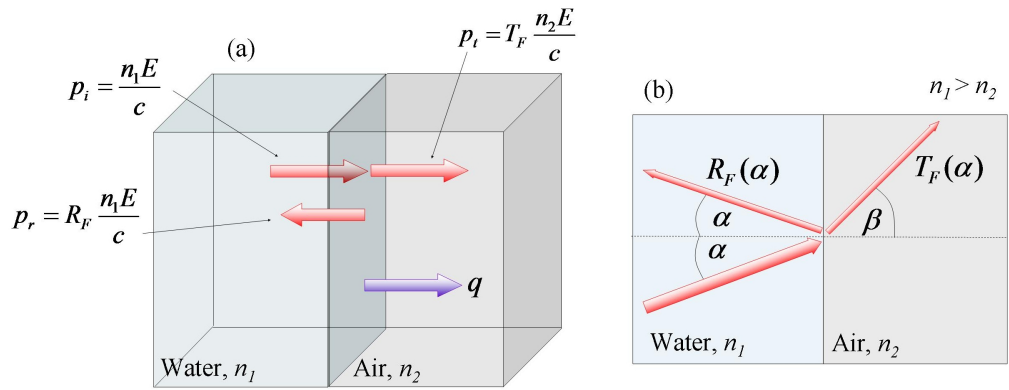 (a)
p_t = T_F n_2E/c
p_i = n_1E/c
p_r = R_F n_1E/c
q
Water, n_1
Air, n_2
(b)
n_1 > n_2
R_F(α)
T_F(α)
α
α
β
Water, n_1
Air, n_2